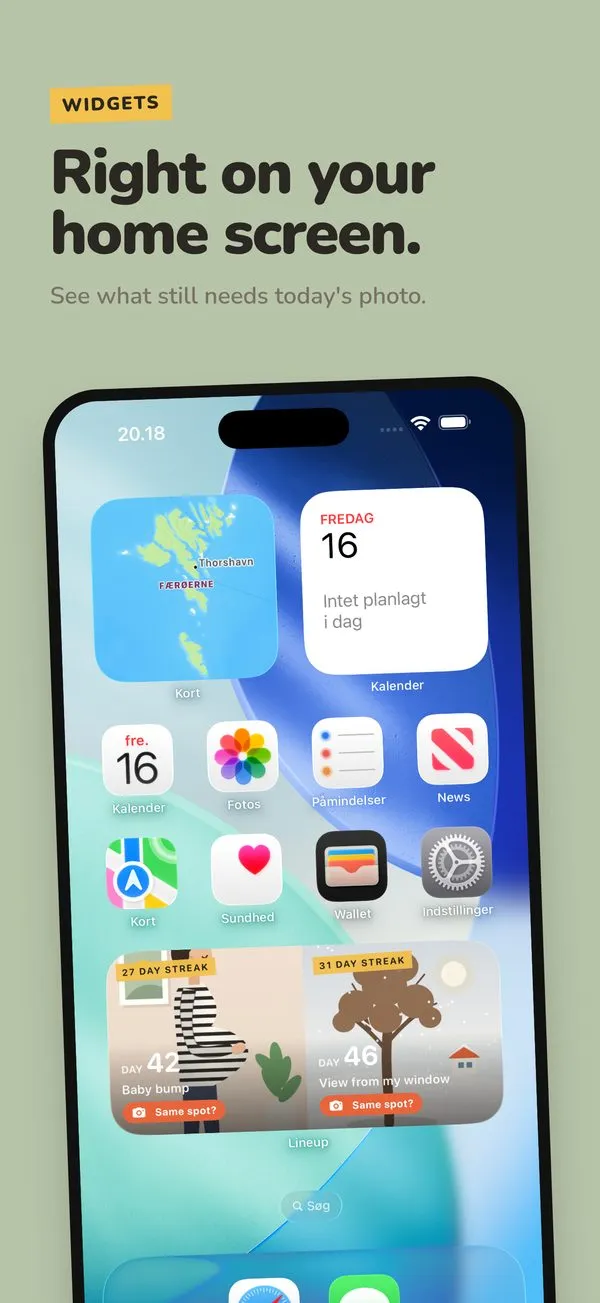 WIDGETS
Right on your
home screen.
See what still needs today's photo.
20.18
Thorshavn
FÆRØERNE
Kort
FREDAG
16
Intet planlagt
i dag
Kalender
fre.
16
Kalender
Fotos
Påmindelser
News
Kort
Sundhed
Wallet
Indstillinger
27 DAY STREAK
DAY 42
Baby bump
Same spot?
31 DAY STREAK
DAY 46
View from my window
Same spot?
Lineup
Søg